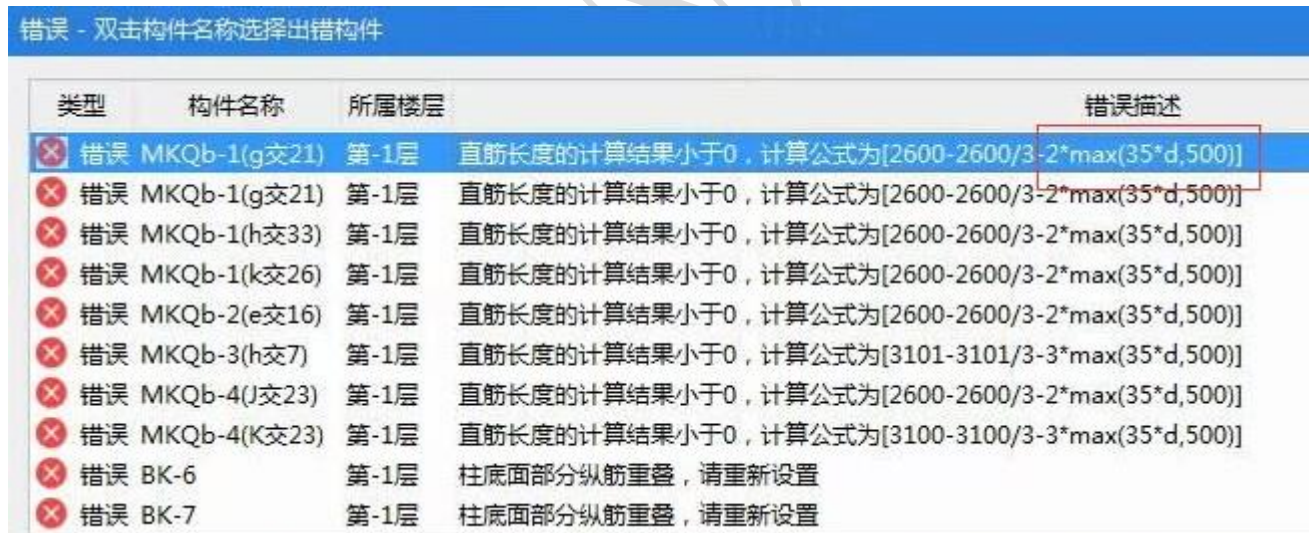 错误 - 双击构件名称选择出错构件
类型 构件名称 所属楼层 错误描述
错误 MKQb-1(g交21) 第-1层 直筋长度的计算结果小于0，计算公式为[2600-2600/3-2*max(35*d,500)]
错误 MKQb-1(g交21) 第-1层 直筋长度的计算结果小于0，计算公式为[2600-2600/3-2*max(35*d,500)]
错误 MKQb-1(h交33) 第-1层 直筋长度的计算结果小于0，计算公式为[2600-2600/3-2*max(35*d,500)]
错误 MKQb-1(k交26) 第-1层 直筋长度的计算结果小于0，计算公式为[2600-2600/3-2*max(35*d,500)]
错误 MKQb-2(e交16) 第-1层 直筋长度的计算结果小于0，计算公式为[2600-2600/3-2*max(35*d,500)]
错误 MKQb-3(h交7) 第-1层 直筋长度的计算结果小于0，计算公式为[3101-3101/3-3*max(35*d,500)]
错误 MKQb-4(J交23) 第-1层 直筋长度的计算结果小于0，计算公式为[2600-2600/3-2*max(35*d,500)]
错误 MKQb-4(K交23) 第-1层 直筋长度的计算结果小于0，计算公式为[3100-3100/3-3*max(35*d,500)]
错误 BK-6 第-1层 柱底面部分纵筋重叠，请重新设置
错误 BK-7 第-1层 柱底面部分纵筋重叠，请重新设置